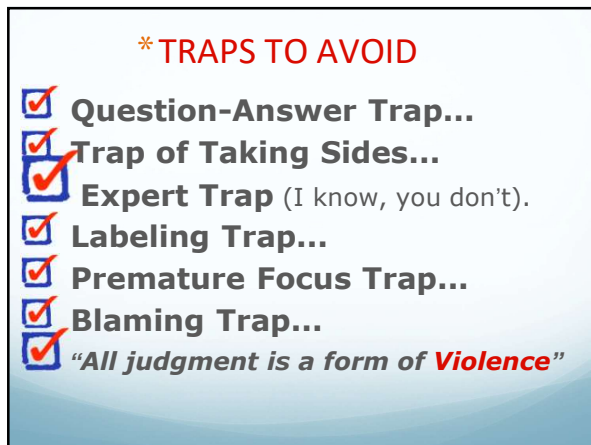 *TRAPS TO AVOID
Question-Answer Trap...
Trap of Taking Sides...
Expert Trap (I know, you don’t).
Labeling Trap...
Premature Focus Trap...
Blaming Trap...
“All judgment is a form of Violence”